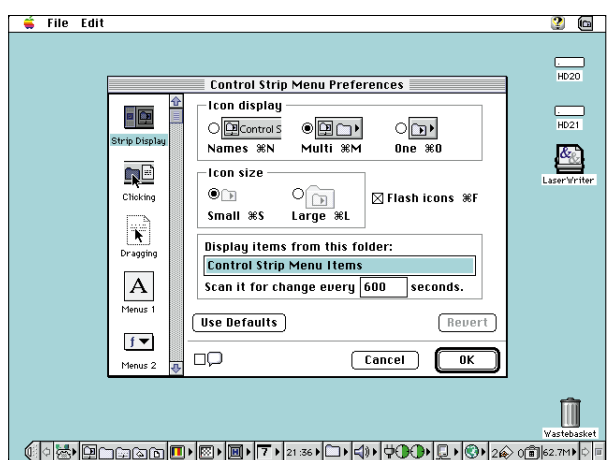 File Edit
Control Strip Menu Preferences
HD20
HD21
LaserWriter
Wastebasket
Strip Display
Clicking
Dragging
A
Menus 1
f
Menus 2
Icon display
Control S
Names ⌘N Multi ⌘M One ⌘O
Icon size
Small ⌘S Large ⌘L
Flash icons ⌘F
Display items from this folder:
Control Strip Menu Items
Scan it for change every 600 seconds.
Use Defaults Revert
Cancel OK
7 21:36 2 0 62.7M